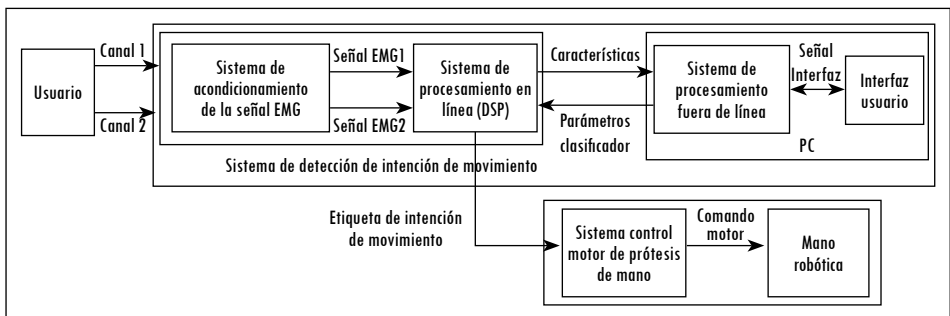 Usuario
Canal 1
Canal 2
Sistema de
acondicionamiento
de la señal EMG
Señal EMG1
Señal EMG2
Sistema de
procesamiento en
línea (DSP)
Características
Parámetros
clasificador
Sistema de
procesamiento
fuera de línea
Señal
Interfaz
Interfaz
usuario
PC
Sistema de detección de intención de movimiento
Etiqueta de intención
de movimiento
Sistema control
motor de prótesis
de mano
Comando
motor
Mano
robótica